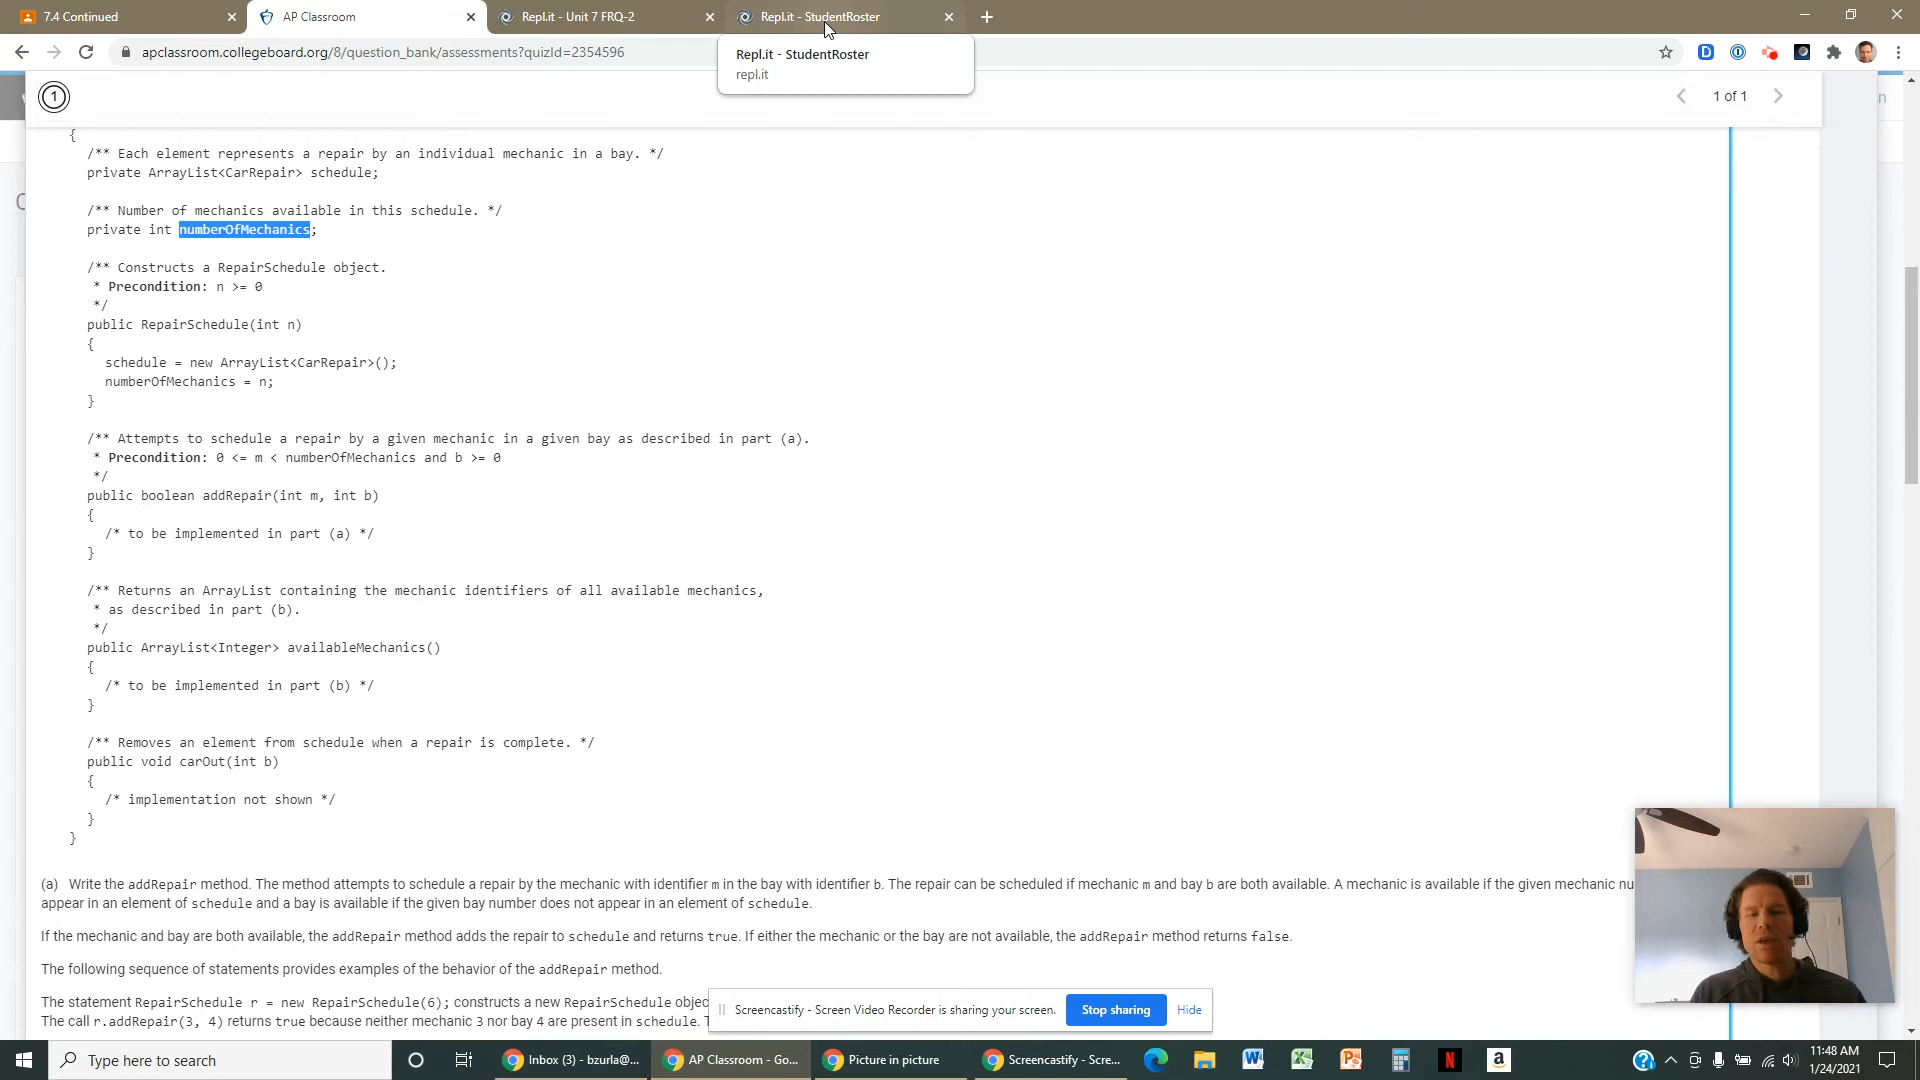 7.4 Continued
AP Classroom
Repl.it - Unit 7 FRQ-2
Repl.it - StudentRoster
apclassroom.collegeboard.org/8/question_bank/assessments?quizId=2354596
Repl.it - StudentRoster
repl.it
1
1 of 1
{
/** Each element represents a repair by an individual mechanic in a bay. */
private ArrayList<CarRepair> schedule;
/** Number of mechanics available in this schedule. */
private int numberOfMechanics;
/** Constructs a RepairSchedule object.
* Precondition: n >= 0
*/
public RepairSchedule(int n)
{
schedule = new ArrayList<CarRepair>();
numberOfMechanics = n;
}
/** Attempts to schedule a repair by a given mechanic in a given bay as described in part (a).
* Precondition: 0 <= m < numberOfMechanics and b >= 0
*/
public boolean addRepair(int m, int b)
{
/* to be implemented in part (a) */
}
/** Returns an ArrayList containing the mechanic identifiers of all available mechanics,
* as described in part (b).
*/
public ArrayList<Integer> availableMechanics()
{
/* to be implemented in part (b) */
}
/** Removes an element from schedule when a repair is complete. */
public void carOut(int b)
{
/* implementation not shown */
}
}
(a) Write the addRepair method. The method attempts to schedule a repair by the mechanic with identifier m in the bay with identifier b. The repair can be scheduled if mechanic m and bay b are both available. A mechanic is available if the given mechanic nu
appear in an element of schedule and a bay is available if the given bay number does not appear in an element of schedule.
If the mechanic and bay are both available, the addRepair method adds the repair to schedule and returns true. If either the mechanic or the bay are not available, the addRepair method returns false.
The following sequence of statements provides examples of the behavior of the addRepair method.
The statement RepairSchedule r = new RepairSchedule(6); constructs a new RepairSchedule objec
The call r.addRepair(3, 4) returns true because neither mechanic 3 nor bay 4 are present in schedule. T
Screencastify - Screen Video Recorder is sharing your screen.
Stop sharing
Hide
Type here to search
Inbox (3) - bzurla@...
AP Classroom - Go...
Picture in picture
Screencastify - Scre...
11:48 AM
1/24/2021